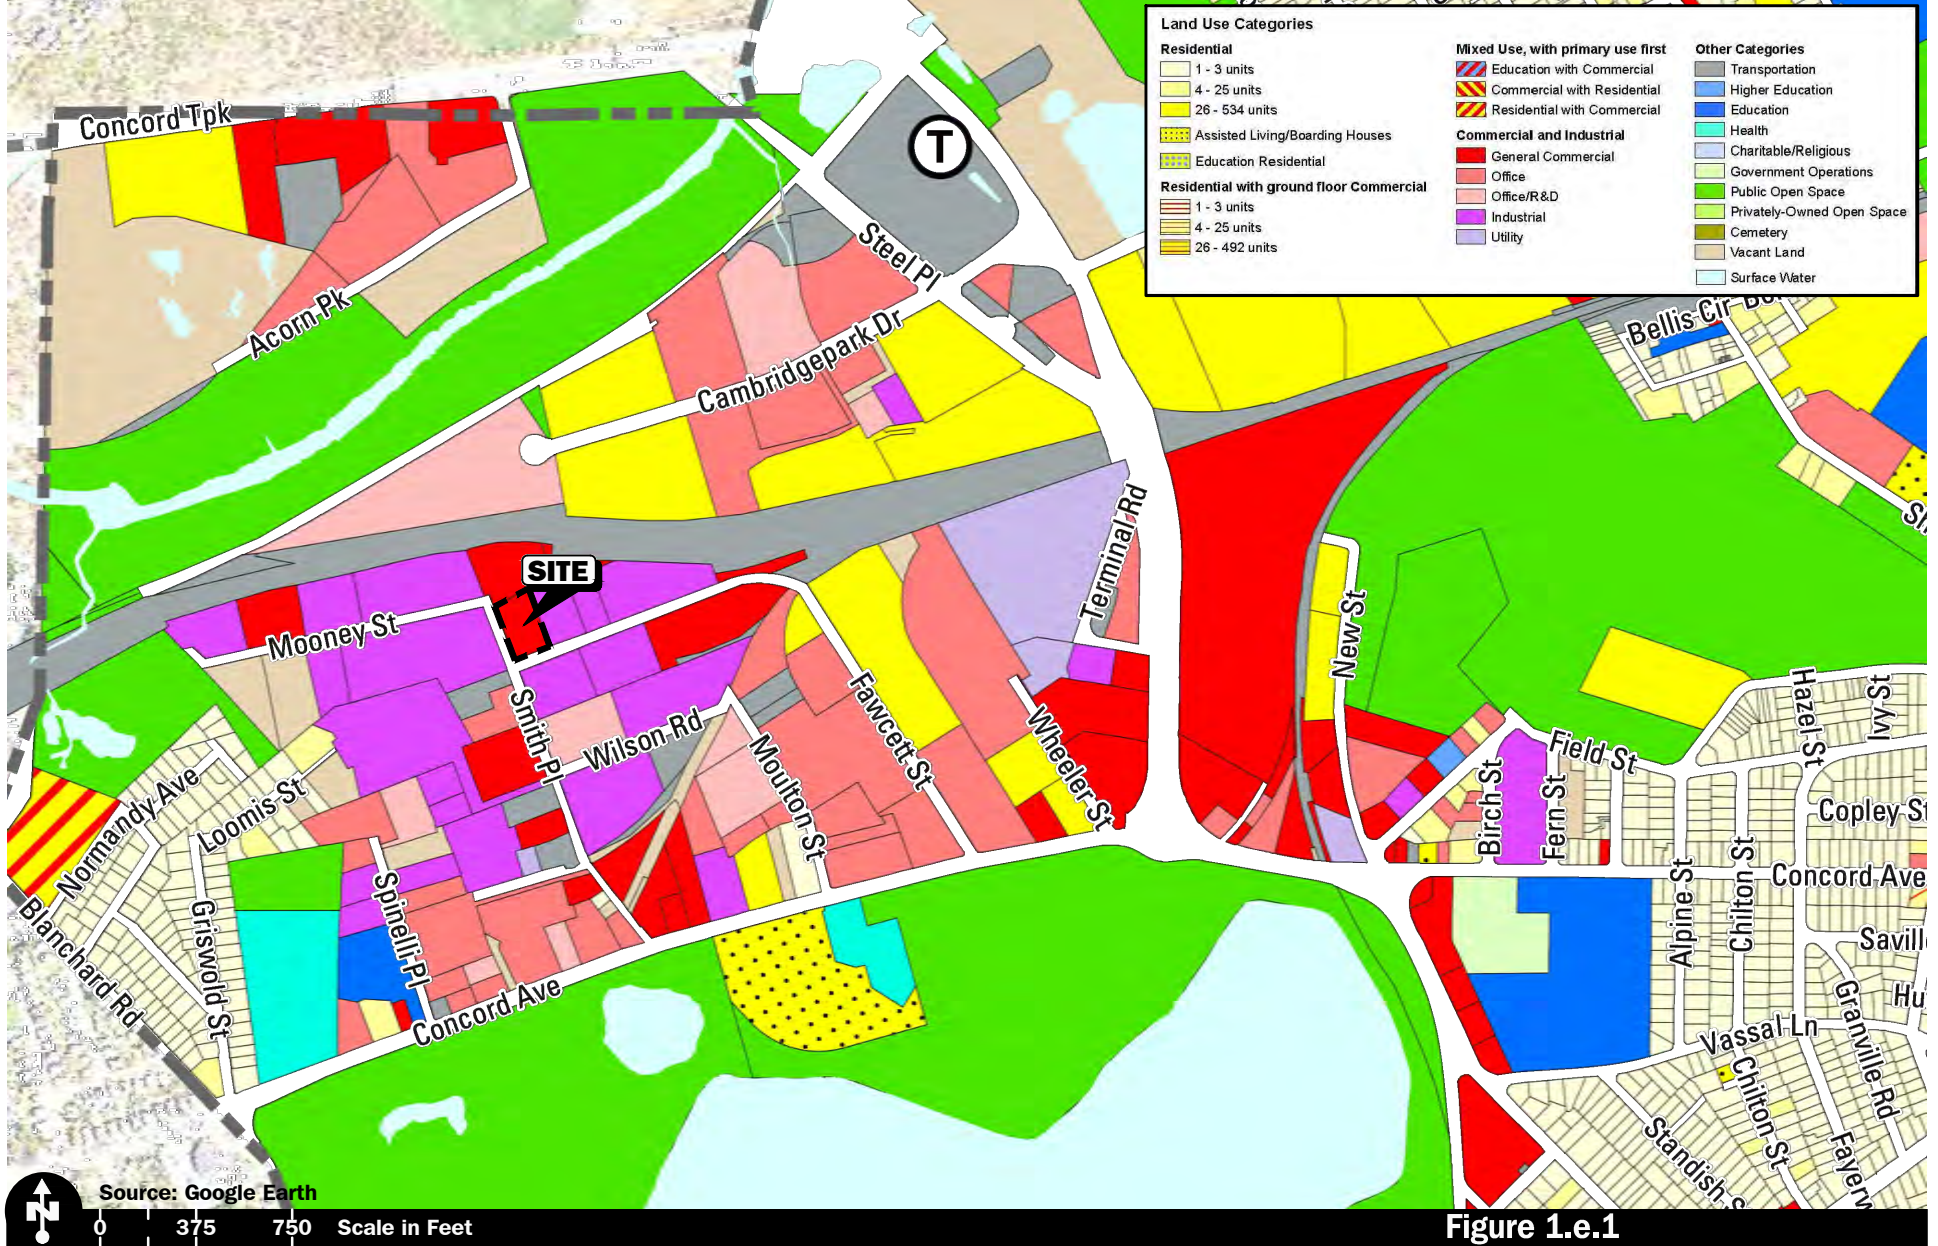 Land Use Categories
Residential
1 - 3 units
4 - 25 units
26 - 534 units
Assisted Living/Boarding Houses
Education Residential
Residential with ground floor Commercial
1 - 3 units
4 - 25 units
26 - 492 units
Mixed Use, with primary use first
Education with Commercial
Commercial with Residential
Residential with Commercial
Commercial and Industrial
General Commercial
Office
Office/R&D
Industrial
Utility
Other Categories
Transportation
Higher Education
Education
Health
Charitable/Religious
Government Operations
Public Open Space
Privately-Owned Open Space
Cemetery
Vacant Land
Surface Water
Concord Tpk
T
Steel Pl
Acorn Pk
Cambridgepark Dr
Bellis Cir
Terminal Rd
SITE
Mooney St
New St
Smith Pl
Wilson Rd
Fawcett St
Wheeler St
Moulton St
Hazel St
Ivy St
Field St
Birch St
Fern St
Copley St
Normandy Ave
Loomis St
Spinelli Pl
Griswold St
Blanchard Rd
Concord Ave
Concord Ave
Alpine St
Chilton St
Vassal Ln
Granville Rd
Chilton St
Standish S
Source: Google Earth
N
0 375 750 Scale in Feet
Figure 1.e.1